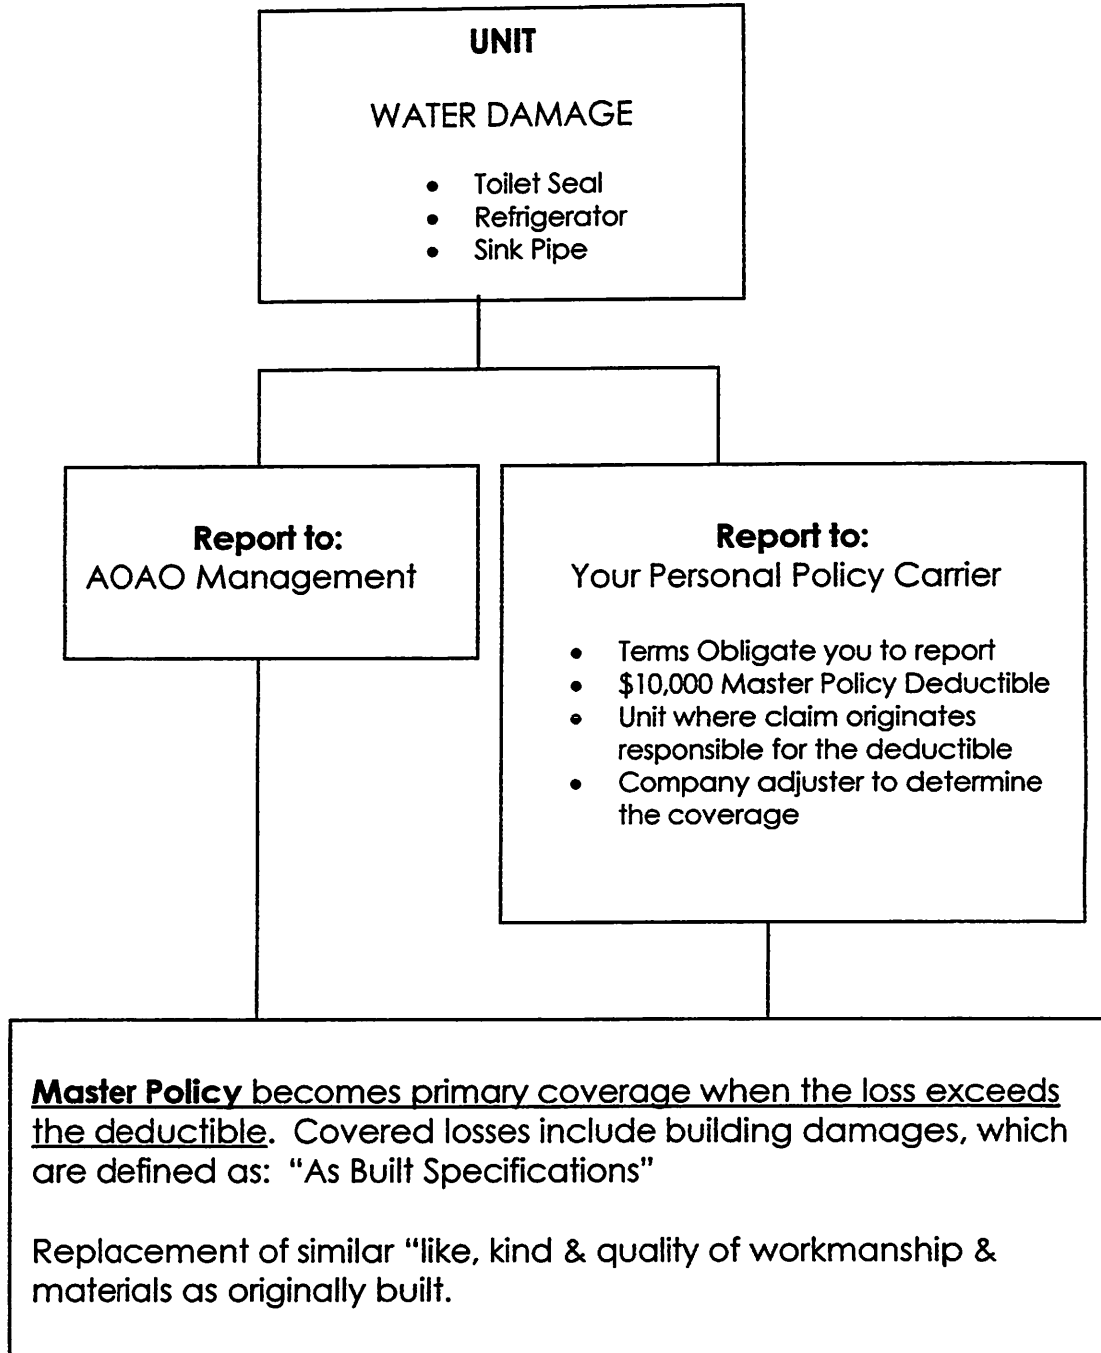 UNIT
WATER DAMAGE
• Toilet Seal
• Refrigerator
• Sink Pipe
Report to:
AOAO Management
Report to:
Your Personal Policy Carrier
• Terms Obligate you to report
• $10,000 Master Policy Deductible
• Unit where claim originates
responsible for the deductible
• Company adjuster to determine
the coverage
Master Policy becomes primary coverage when the loss exceeds
the deductible. Covered losses include building damages, which
are defined as: “As Built Specifications”
Replacement of similar “like, kind & quality of workmanship &
materials as originally built.